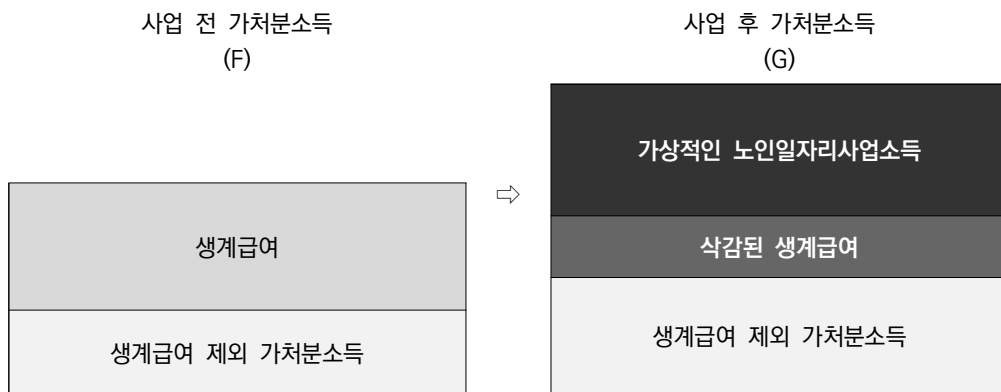 사업 전 가처분소득
(F)
생계급여
생계급여 제외 가처분소득
⇨
사업 후 가처분소득
(G)
가상적인 노인일자리사업소득
삭감된 생계급여
생계급여 제외 가처분소득